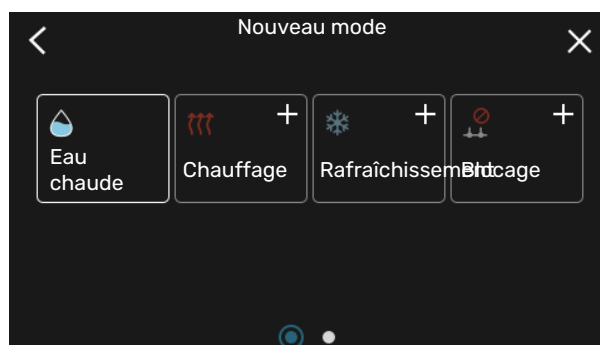 Nouveau mode
Eau
chaude
Chauffage
Rafraîchissement
Blocage